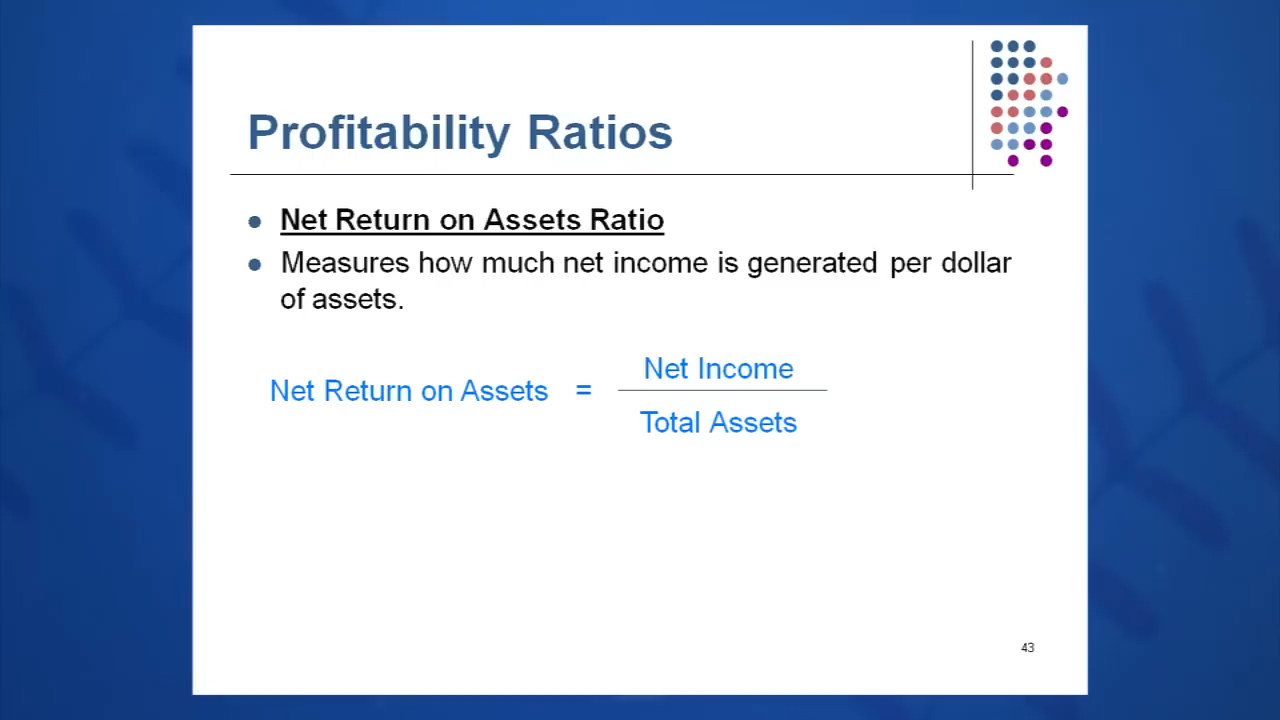 Profitability Ratios
Net Return on Assets Ratio
Measures how much net income is generated per dollar
of assets.
Net Return on Assets = Net Income
Total Assets
43